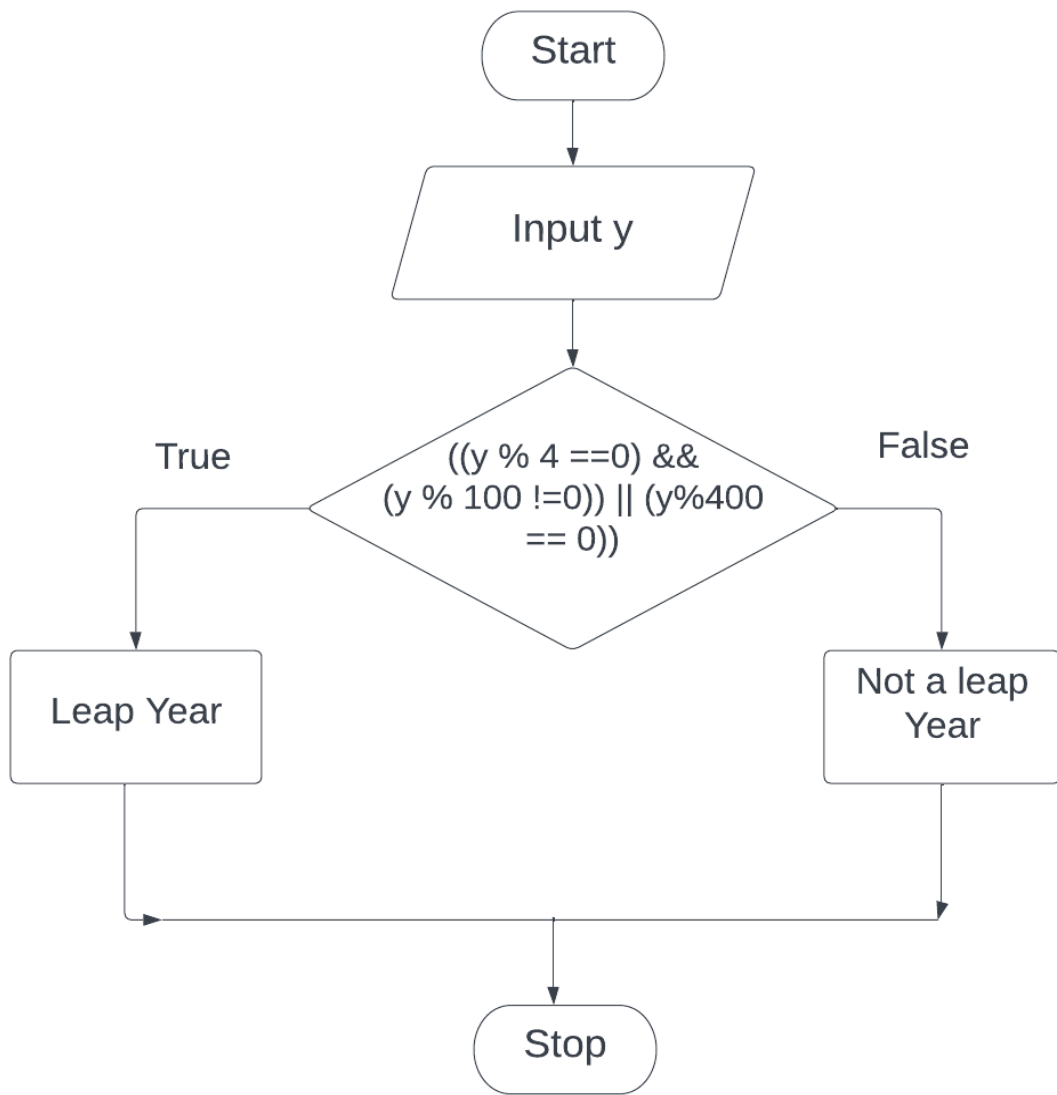 Start
Input y
True
False
((y % 4 ==0) &&
(y % 100 !=0)) || (y%400
== 0))
Leap Year
Not a leap
Year
Stop